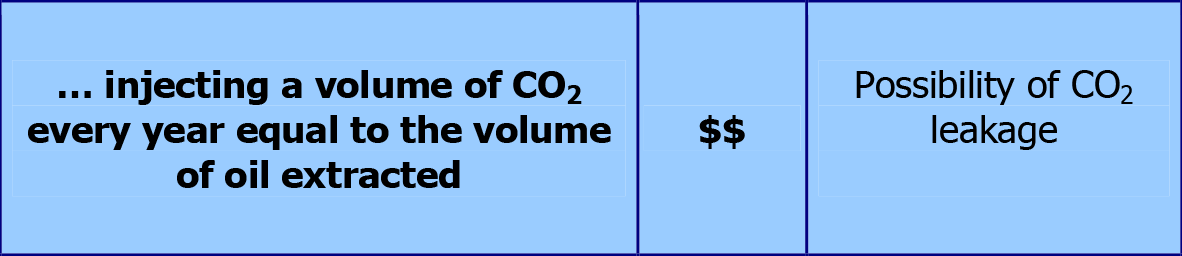 ... injecting a volume of CO₂
every year equal to the volume
of oil extracted
$$
Possibility of CO₂
leakage